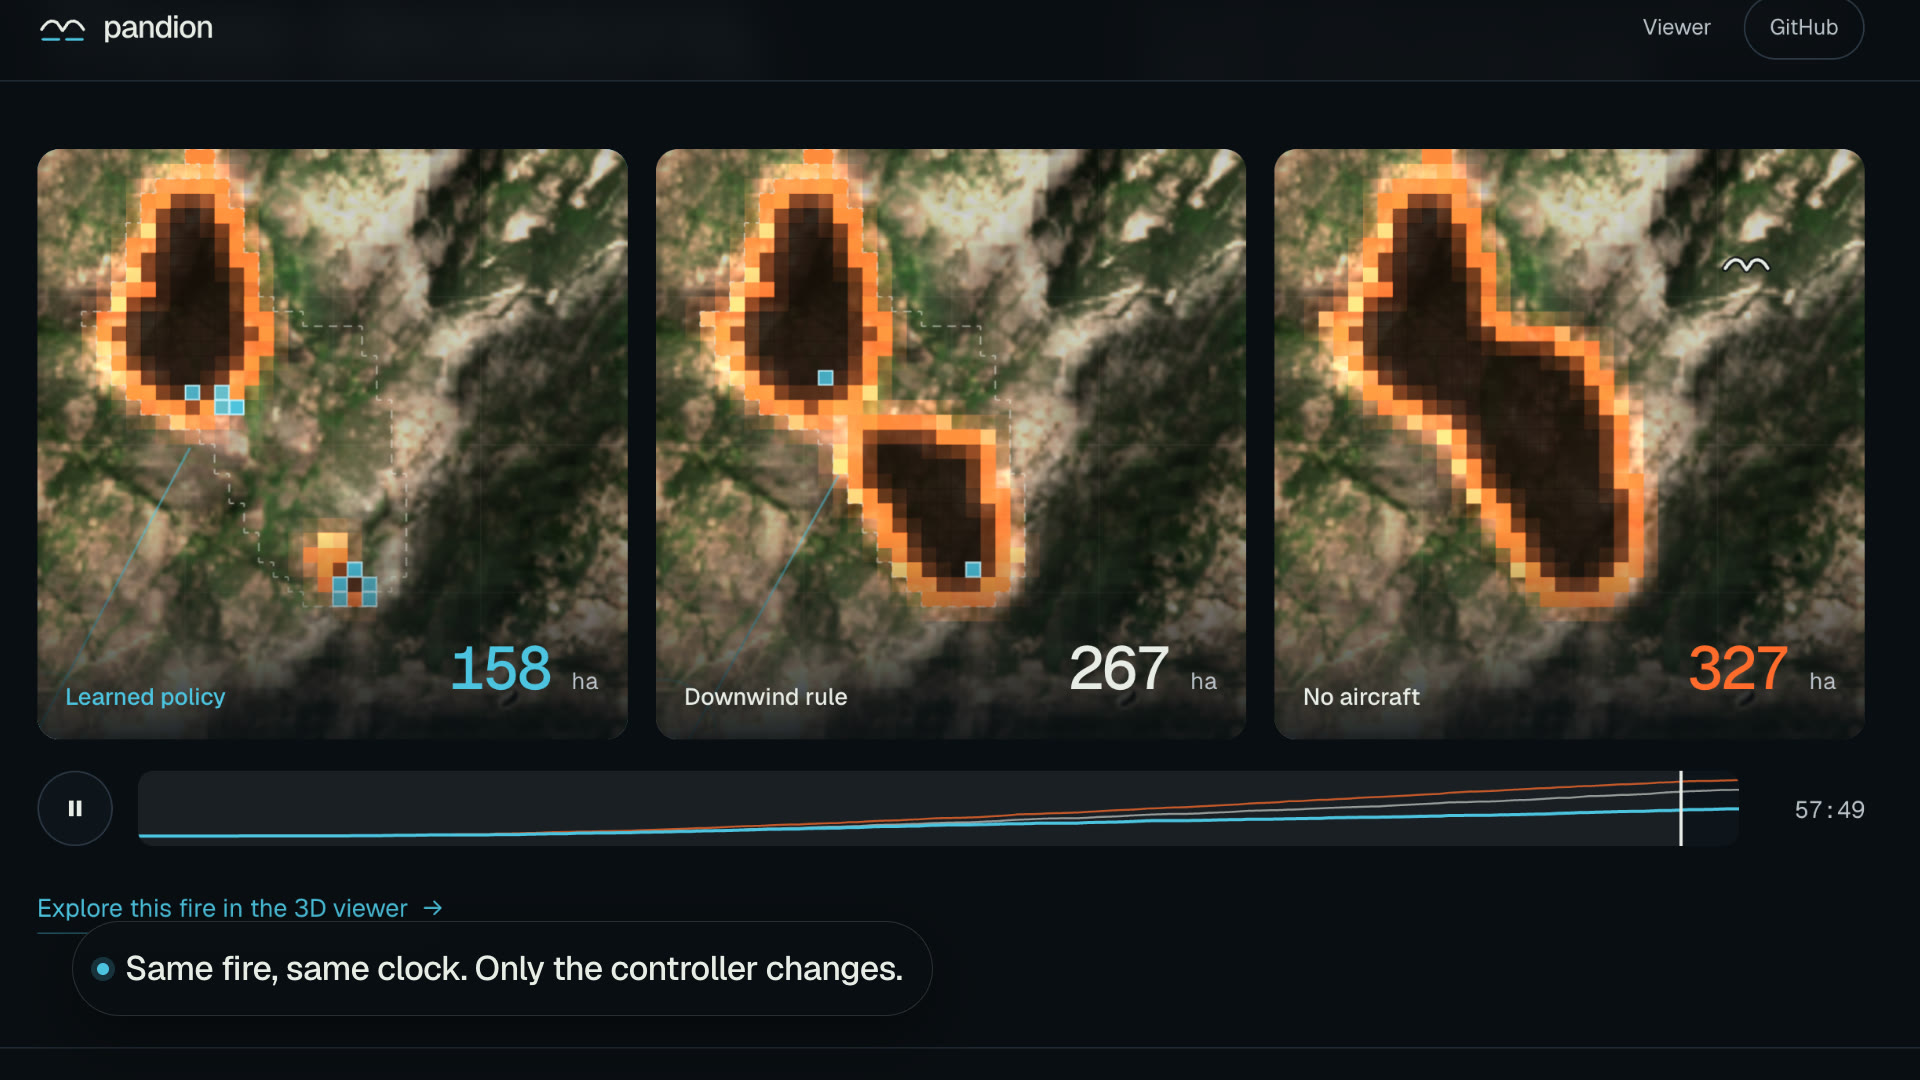 pandion
Viewer
GitHub
Learned policy
158 ha
Downwind rule
267 ha
No aircraft
327 ha
57:49
Explore this fire in the 3D viewer →
Same fire, same clock. Only the controller changes.